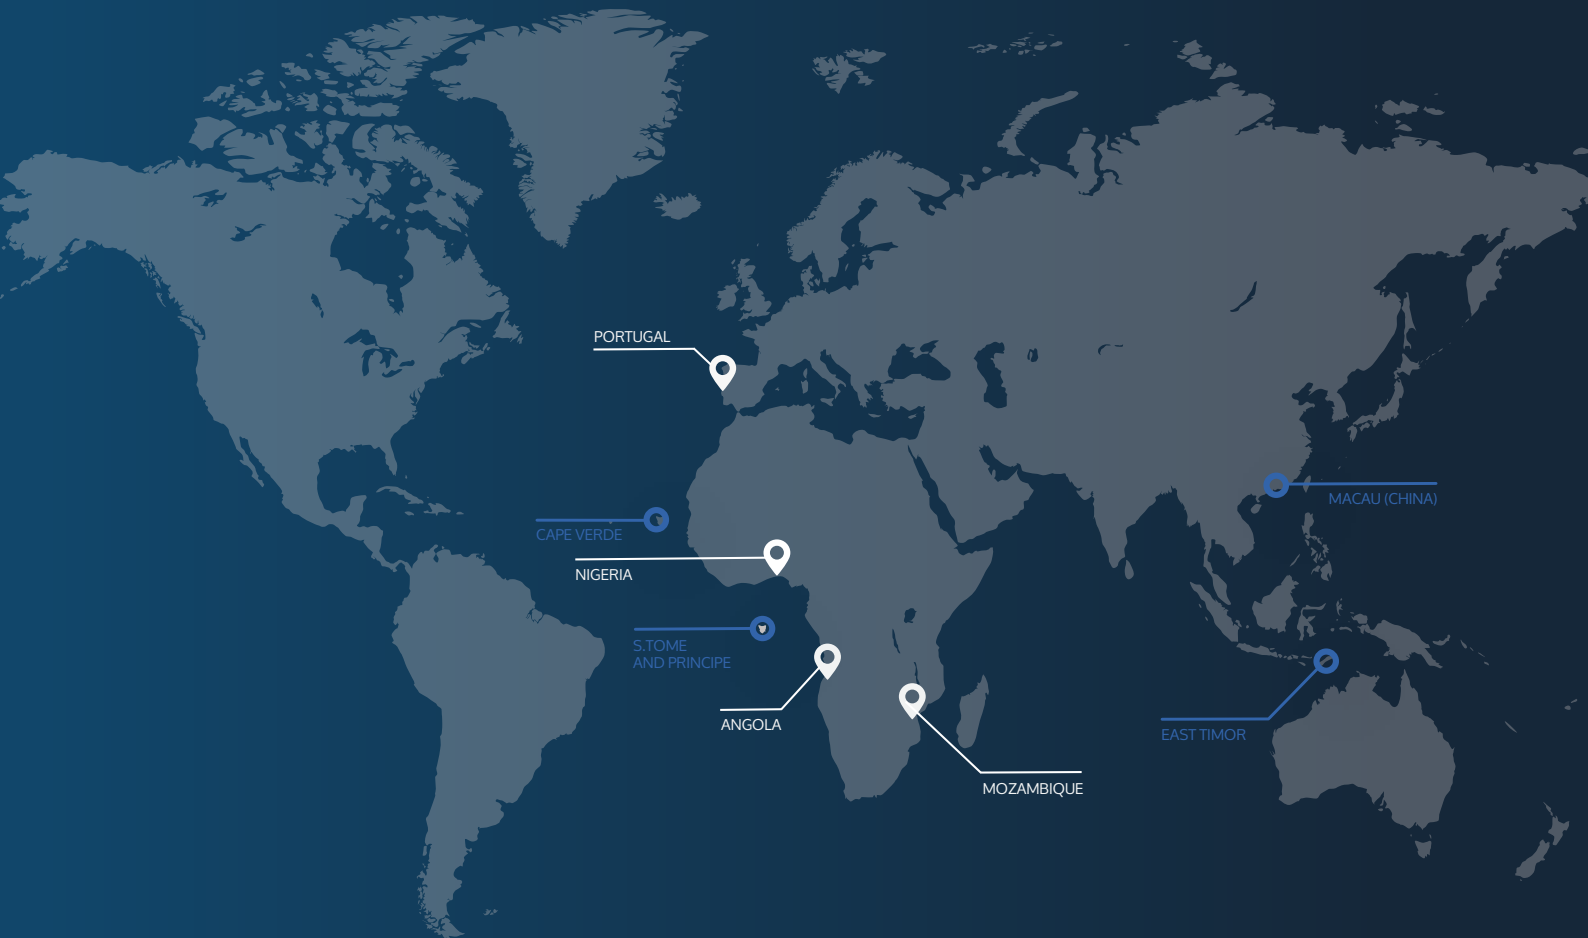 PORTUGAL
MACAU (CHINA)
CAPE VERDE
NIGERIA
S.TOME
AND PRINCIPE
ANGOLA
EAST TIMOR
MOZAMBIQUE